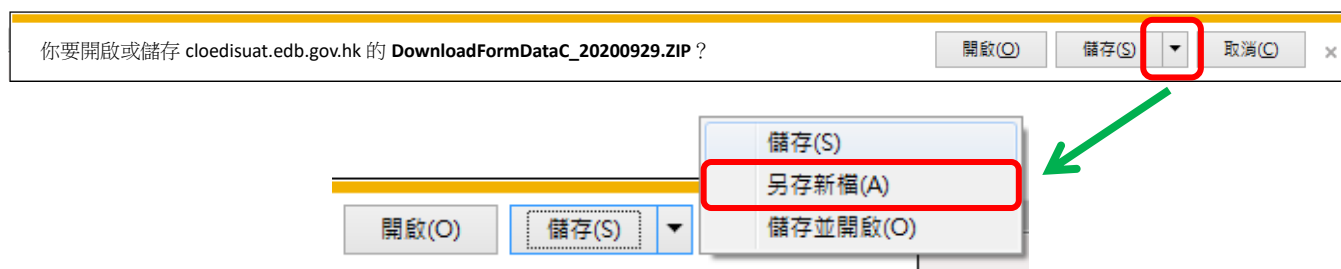 你要開啟或儲存 cloedisuat.edb.gov.hk 的 DownloadFormDataC_20200929.ZIP？ 開啟(O) 儲存(S) ▼ 取消(C) ×
儲存(S)
另存新檔(A)
開啟(O) 儲存(S) ▼ 儲存並開啟(O)